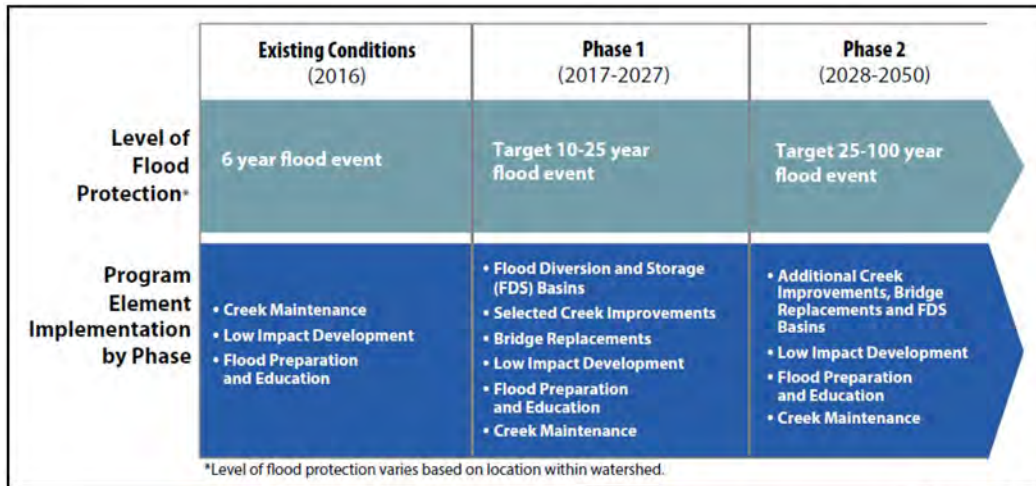 Existing Conditions
(2016)
Phase 1
(2017-2027)
Phase 2
(2028-2050)
Level of
Flood
Protection*
6 year flood event
Target 10-25 year
flood event
Target 25-100 year
flood event
Program
Element
Implementation
by Phase
• Creek Maintenance
• Low Impact Development
• Flood Preparation
and Education
• Flood Diversion and Storage
(FDS) Basins
• Selected Creek Improvements
• Bridge Replacements
• Low Impact Development
• Flood Preparation
and Education
• Creek Maintenance
• Additional Creek
Improvements, Bridge
Replacements and FDS
Basins
• Low Impact Development
• Flood Preparation
and Education
• Creek Maintenance
*Level of flood protection varies based on location within watershed.